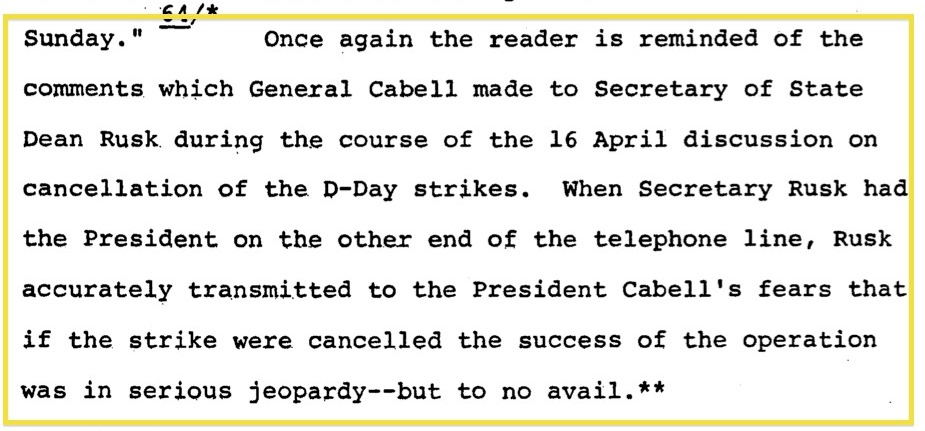 64/*
Sunday." Once again the reader is reminded of the
comments which General Cabell made to Secretary of State
Dean Rusk during the course of the 16 April discussion on
cancellation of the D-Day strikes. When Secretary Rusk had
the President on the other end of the telephone line, Rusk
accurately transmitted to the President Cabell's fears that
if the strike were cancelled the success of the operation
was in serious jeopardy--but to no avail.**